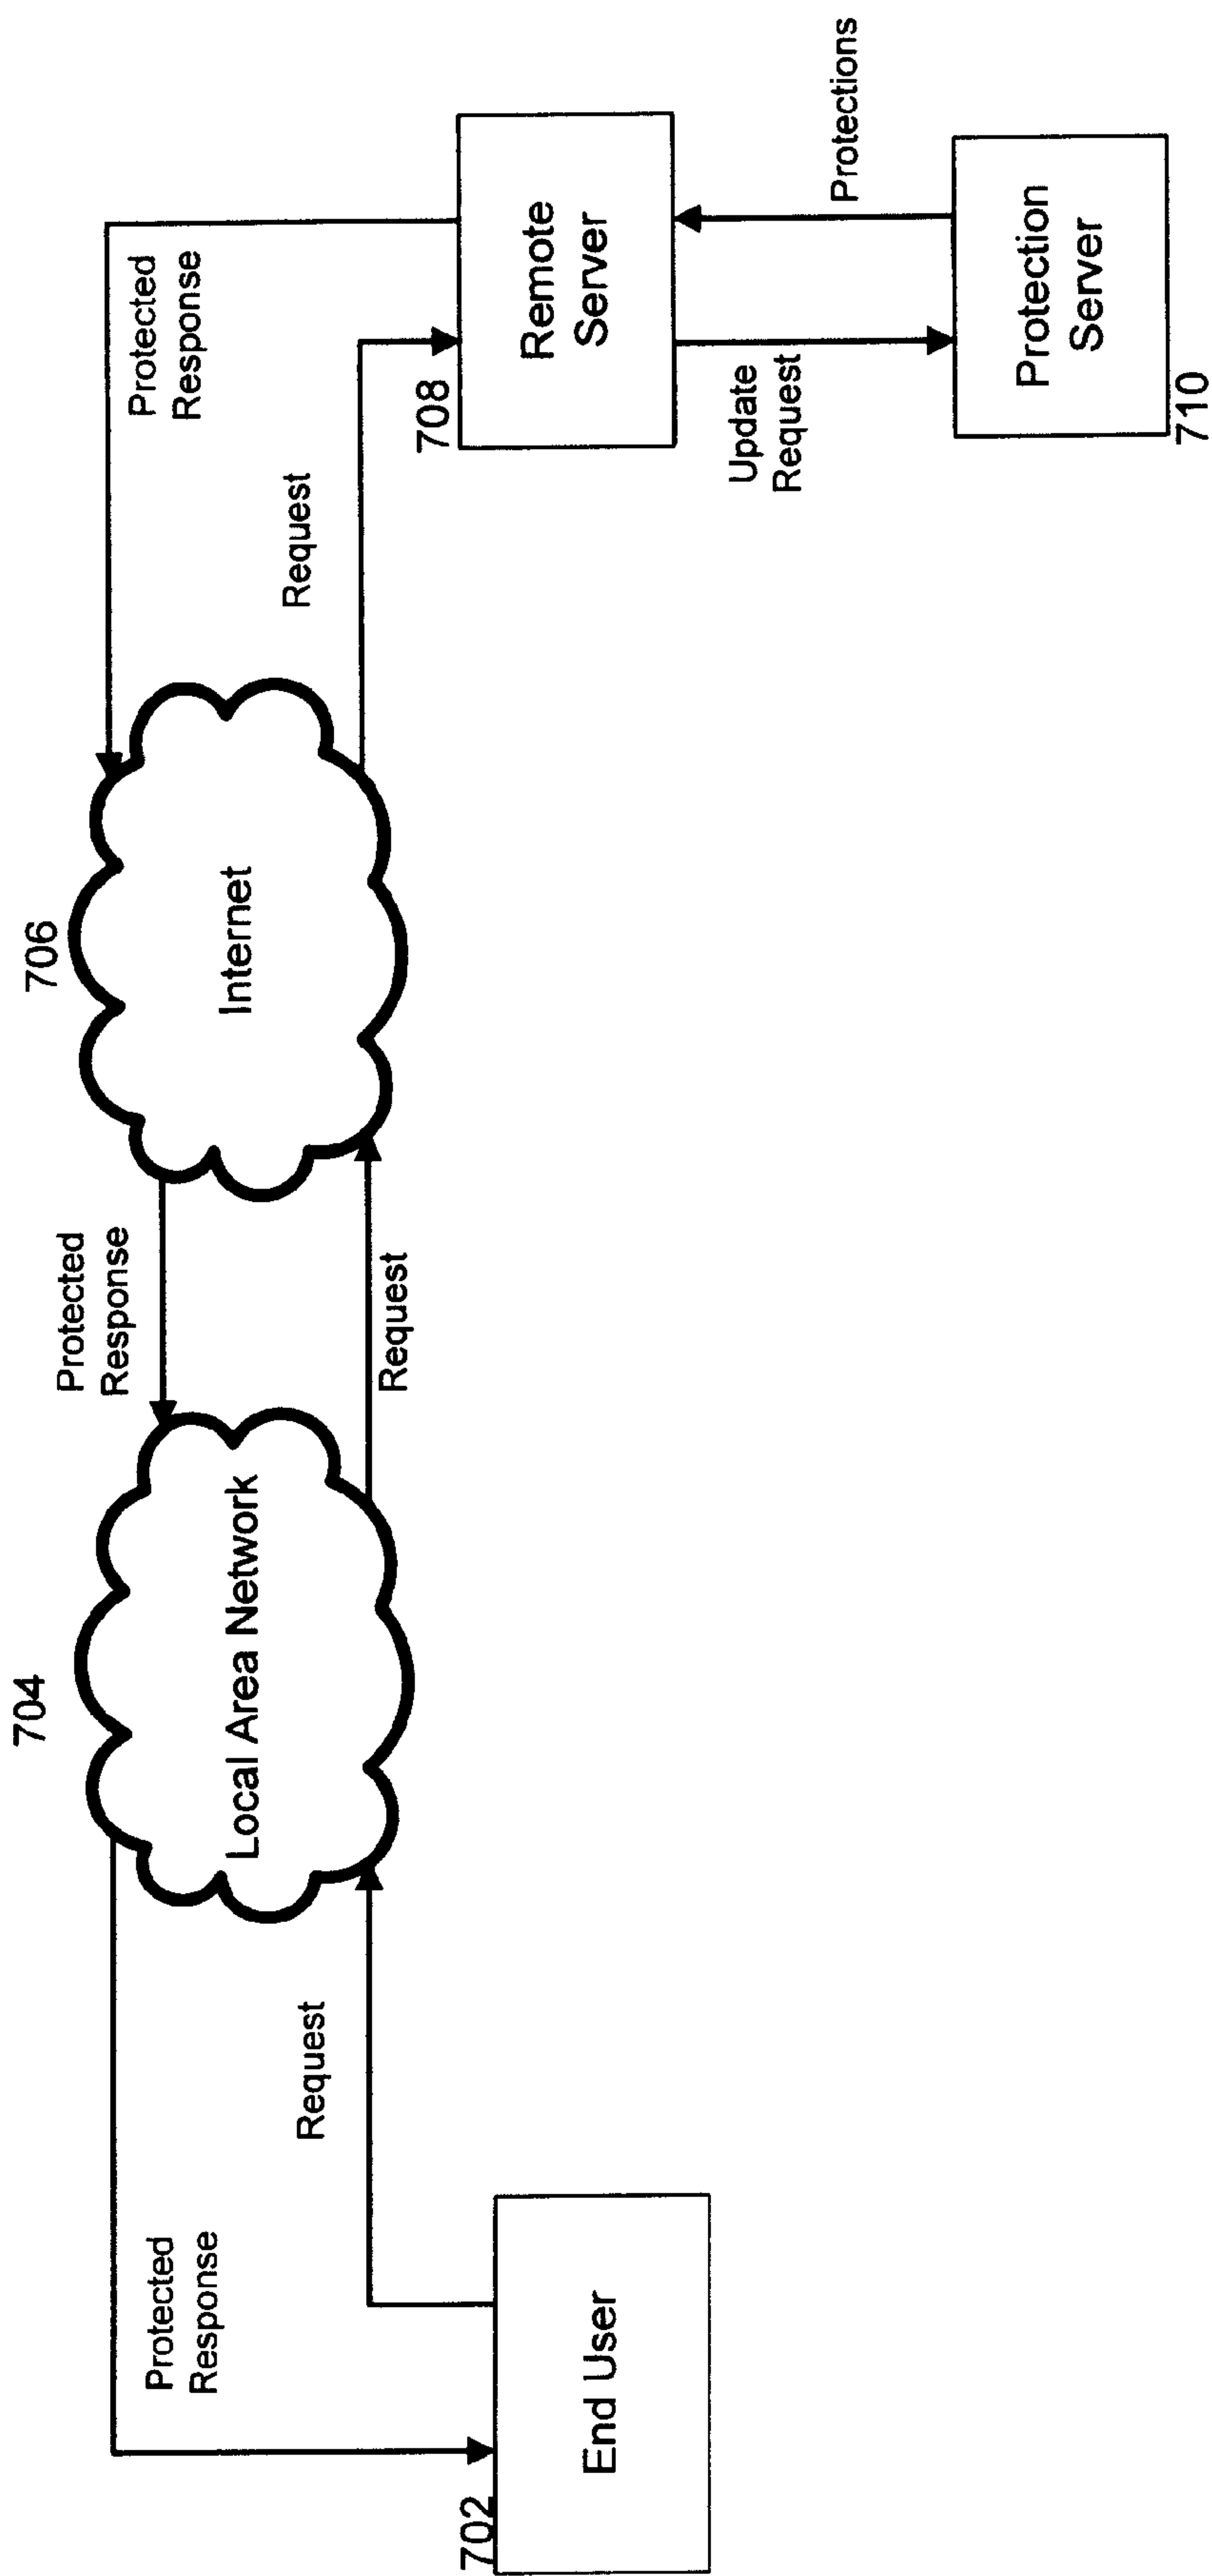 704
706
Protected
Response
Protected
Response
Protected
Response
Local Area Network
Internet
Request
Request
Request
702
End User
708
Remote
Server
Update
Request
Protections
Protection
Server
710